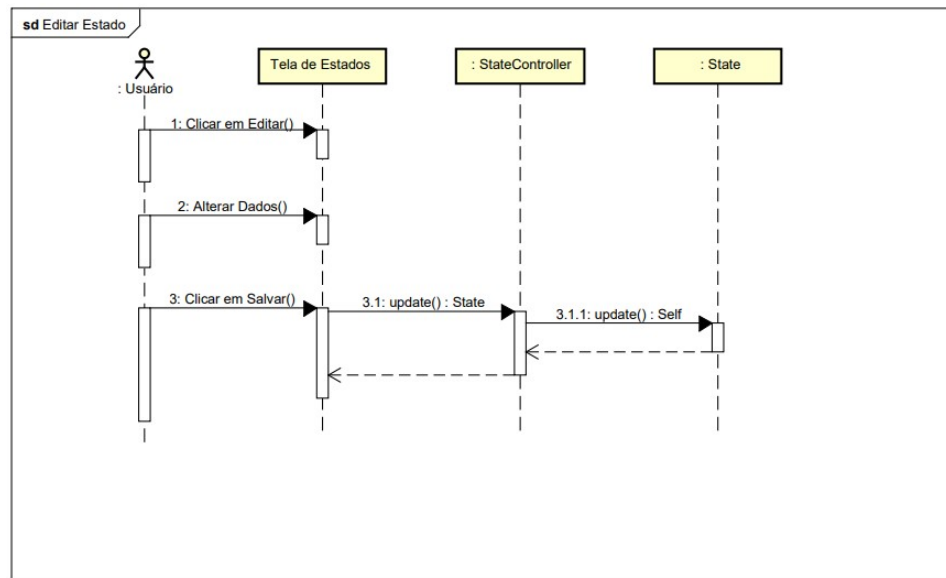 sd Editar Estado
: Usuário
Tela de Estados
: StateController
: State
1: Clicar em Editar()
2: Alterar Dados()
3: Clicar em Salvar()
3.1: update() : State
3.1.1: update() : Self